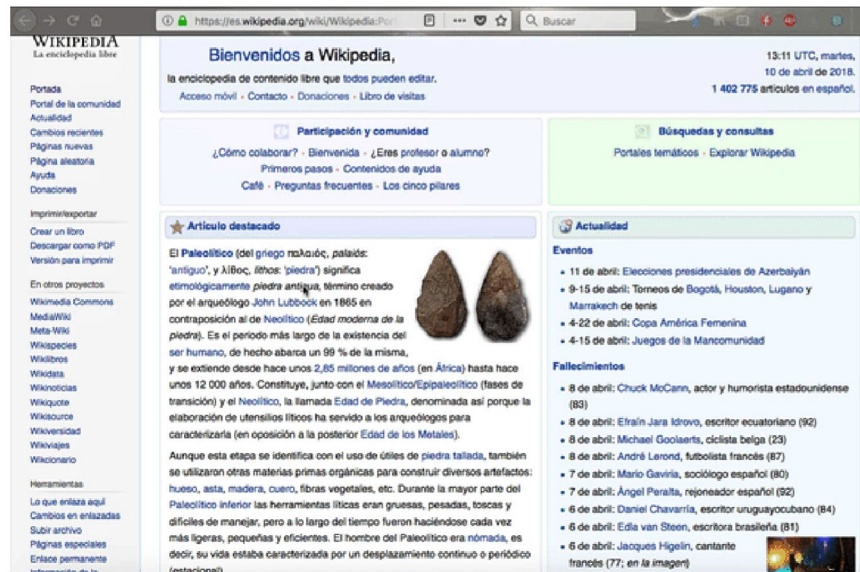 https://es.wikipedia.org/wiki/Wikipedia:Por
Buscar
WIKIPEDIA
La enciclopedia libre
Portada
Portal de la comunidad
Actualidad
Cambios recientes
Páginas nuevas
Página aleatoria
Ayuda
Donaciones
Imprimir/exportar
Crear un libro
Descargar como PDF
Versión para imprimir
En otros proyectos
Wikimedia Commons
MediaWiki
Meta-Wiki
Wikispecies
Wikilibros
Wikidata
Wikinoticias
Wikiquote
Wikisource
Wikiversidad
Wikiviajes
Wikcionario
Herramientas
Lo que enlaza aquí
Cambios en enlazadas
Subir archivo
Páginas especiales
Enlace permanente
Información de la
Bienvenidos a Wikipedia,
la enciclopedia de contenido libre que todos pueden editar.
Acceso móvil · Contacto · Donaciones · Libro de visitas
13:11 UTC, martes,
10 de abril de 2018.
1 402 775 artículos en español.
Participación y comunidad
¿Cómo colaborar? · Bienvenida · ¿Eres profesor o alumno?
Primeros pasos · Contenidos de ayuda
Café · Preguntas frecuentes · Los cinco pilares
Búsquedas y consultas
Portales temáticos · Explorar Wikipedia
Artículo destacado
El Paleolítico (del griego παλαιός, palaiós:
'antiguo', y λίθος, lithos: 'piedra') significa
etimológicamente piedra antigua, término creado
por el arqueólogo John Lubbock en 1865 en
contraposición al de Neolítico (Edad moderna de la
piedra). Es el período más largo de la existencia del
ser humano, de hecho abarca un 99 % de la misma,
y se extiende desde hace unos 2,85 millones de años (en África) hasta hace
unos 12 000 años. Constituye, junto con el Mesolítico/Epipaleolítico (fases de
transición) y el Neolítico, la llamada Edad de Piedra, denominada así porque la
elaboración de utensilios líticos ha servido a los arqueólogos para
caracterizarla (en oposición a la posterior Edad de los Metales).
Aunque esta etapa se identifica con el uso de útiles de piedra tallada, también
se utilizaron otras materias primas orgánicas para construir diversos artefactos:
hueso, asta, madera, cuero, fibras vegetales, etc. Durante la mayor parte del
Paleolítico inferior las herramientas líticas eran gruesas, pesadas, toscas y
difíciles de manejar, pero a lo largo del tiempo fueron haciéndose cada vez
más ligeras, pequeñas y eficientes. El hombre del Paleolítico era nómada, es
decir, su vida estaba caracterizada por un desplazamiento continuo o periódico
(estacional).
Actualidad
Eventos
11 de abril: Elecciones presidenciales de Azerbaiyán
9-15 de abril: Torneos de Bogotá, Houston, Lugano y
Marrakech de tenis
4-22 de abril: Copa América Femenina
4-15 de abril: Juegos de la Mancomunidad
Fallecimientos
8 de abril: Chuck McCann, actor y humorista estadounidense
(83)
8 de abril: Efraín Jara Idrovo, escritor ecuatoriano (92)
8 de abril: Michael Goolaerts, ciclista belga (23)
8 de abril: André Lerond, futbolista francés (87)
7 de abril: Mario Gaviria, sociólogo español (80)
7 de abril: Ángel Peralta, rejoneador español (92)
6 de abril: Daniel Chavarría, escritor uruguayocubano (84)
6 de abril: Edla van Steen, escritora brasileña (81)
6 de abril: Jacques Higelin, cantante
francés (77; en la imagen)